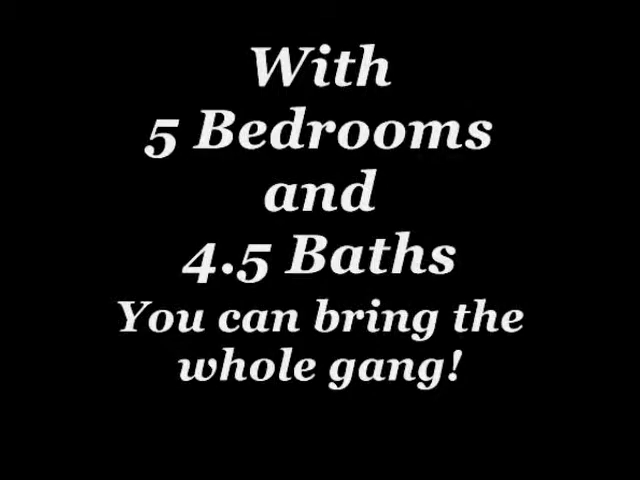 With
5 Bedrooms
and
4.5 Baths
You can bring the
whole gang!